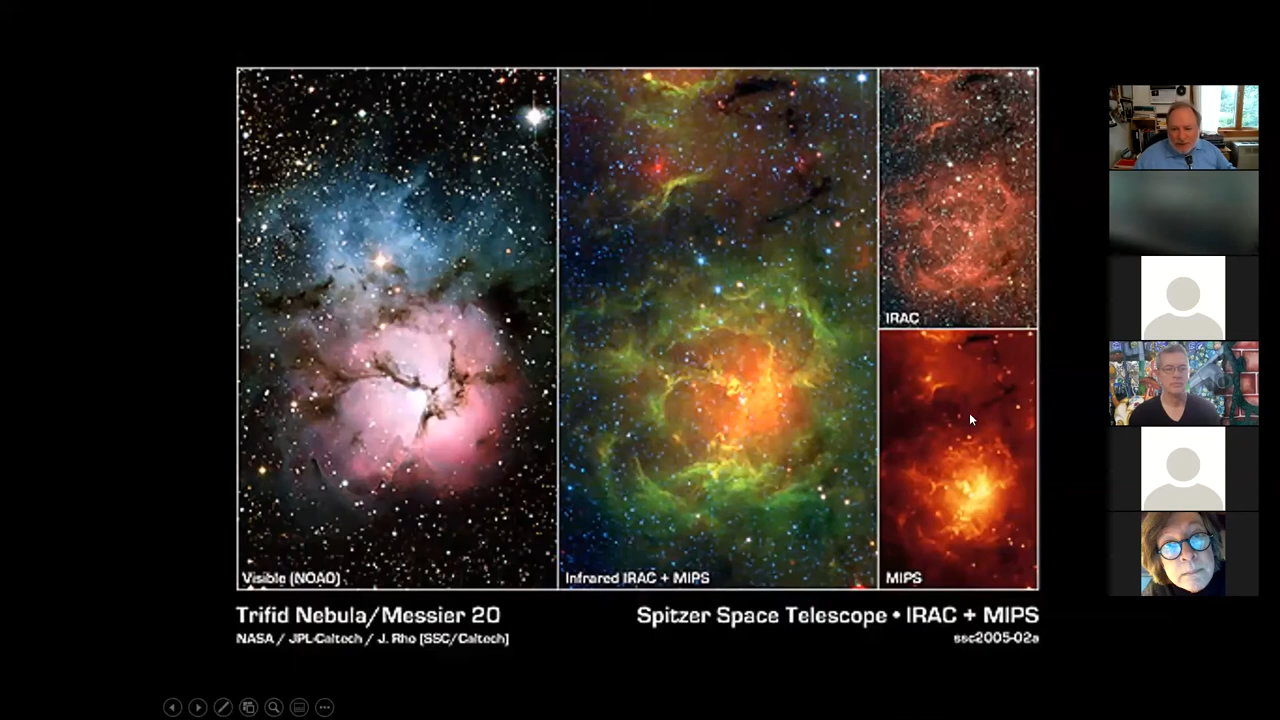 Visible (NOAO)
Infrared IRAC + MIPS
IRAC
MIPS
Trifid Nebula/Messier 20
NASA / JPL-Caltech / J. Rho (SSC/Caltech)
Spitzer Space Telescope • IRAC + MIPS
ssc2005-02a